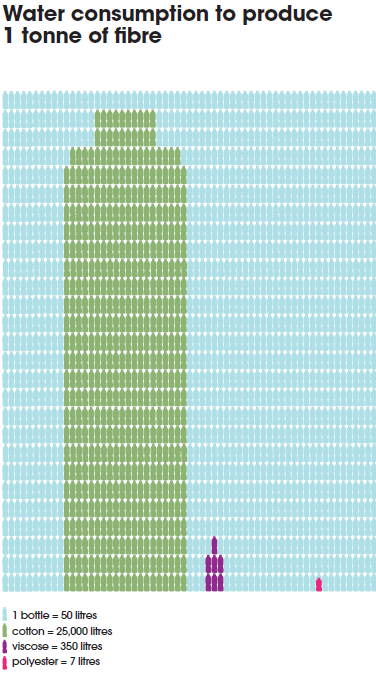 Water consumption to produce
1 tonne of fibre
1 bottle = 50 litres
cotton = 25,000 litres
viscose = 350 litres
polyester = 7 litres